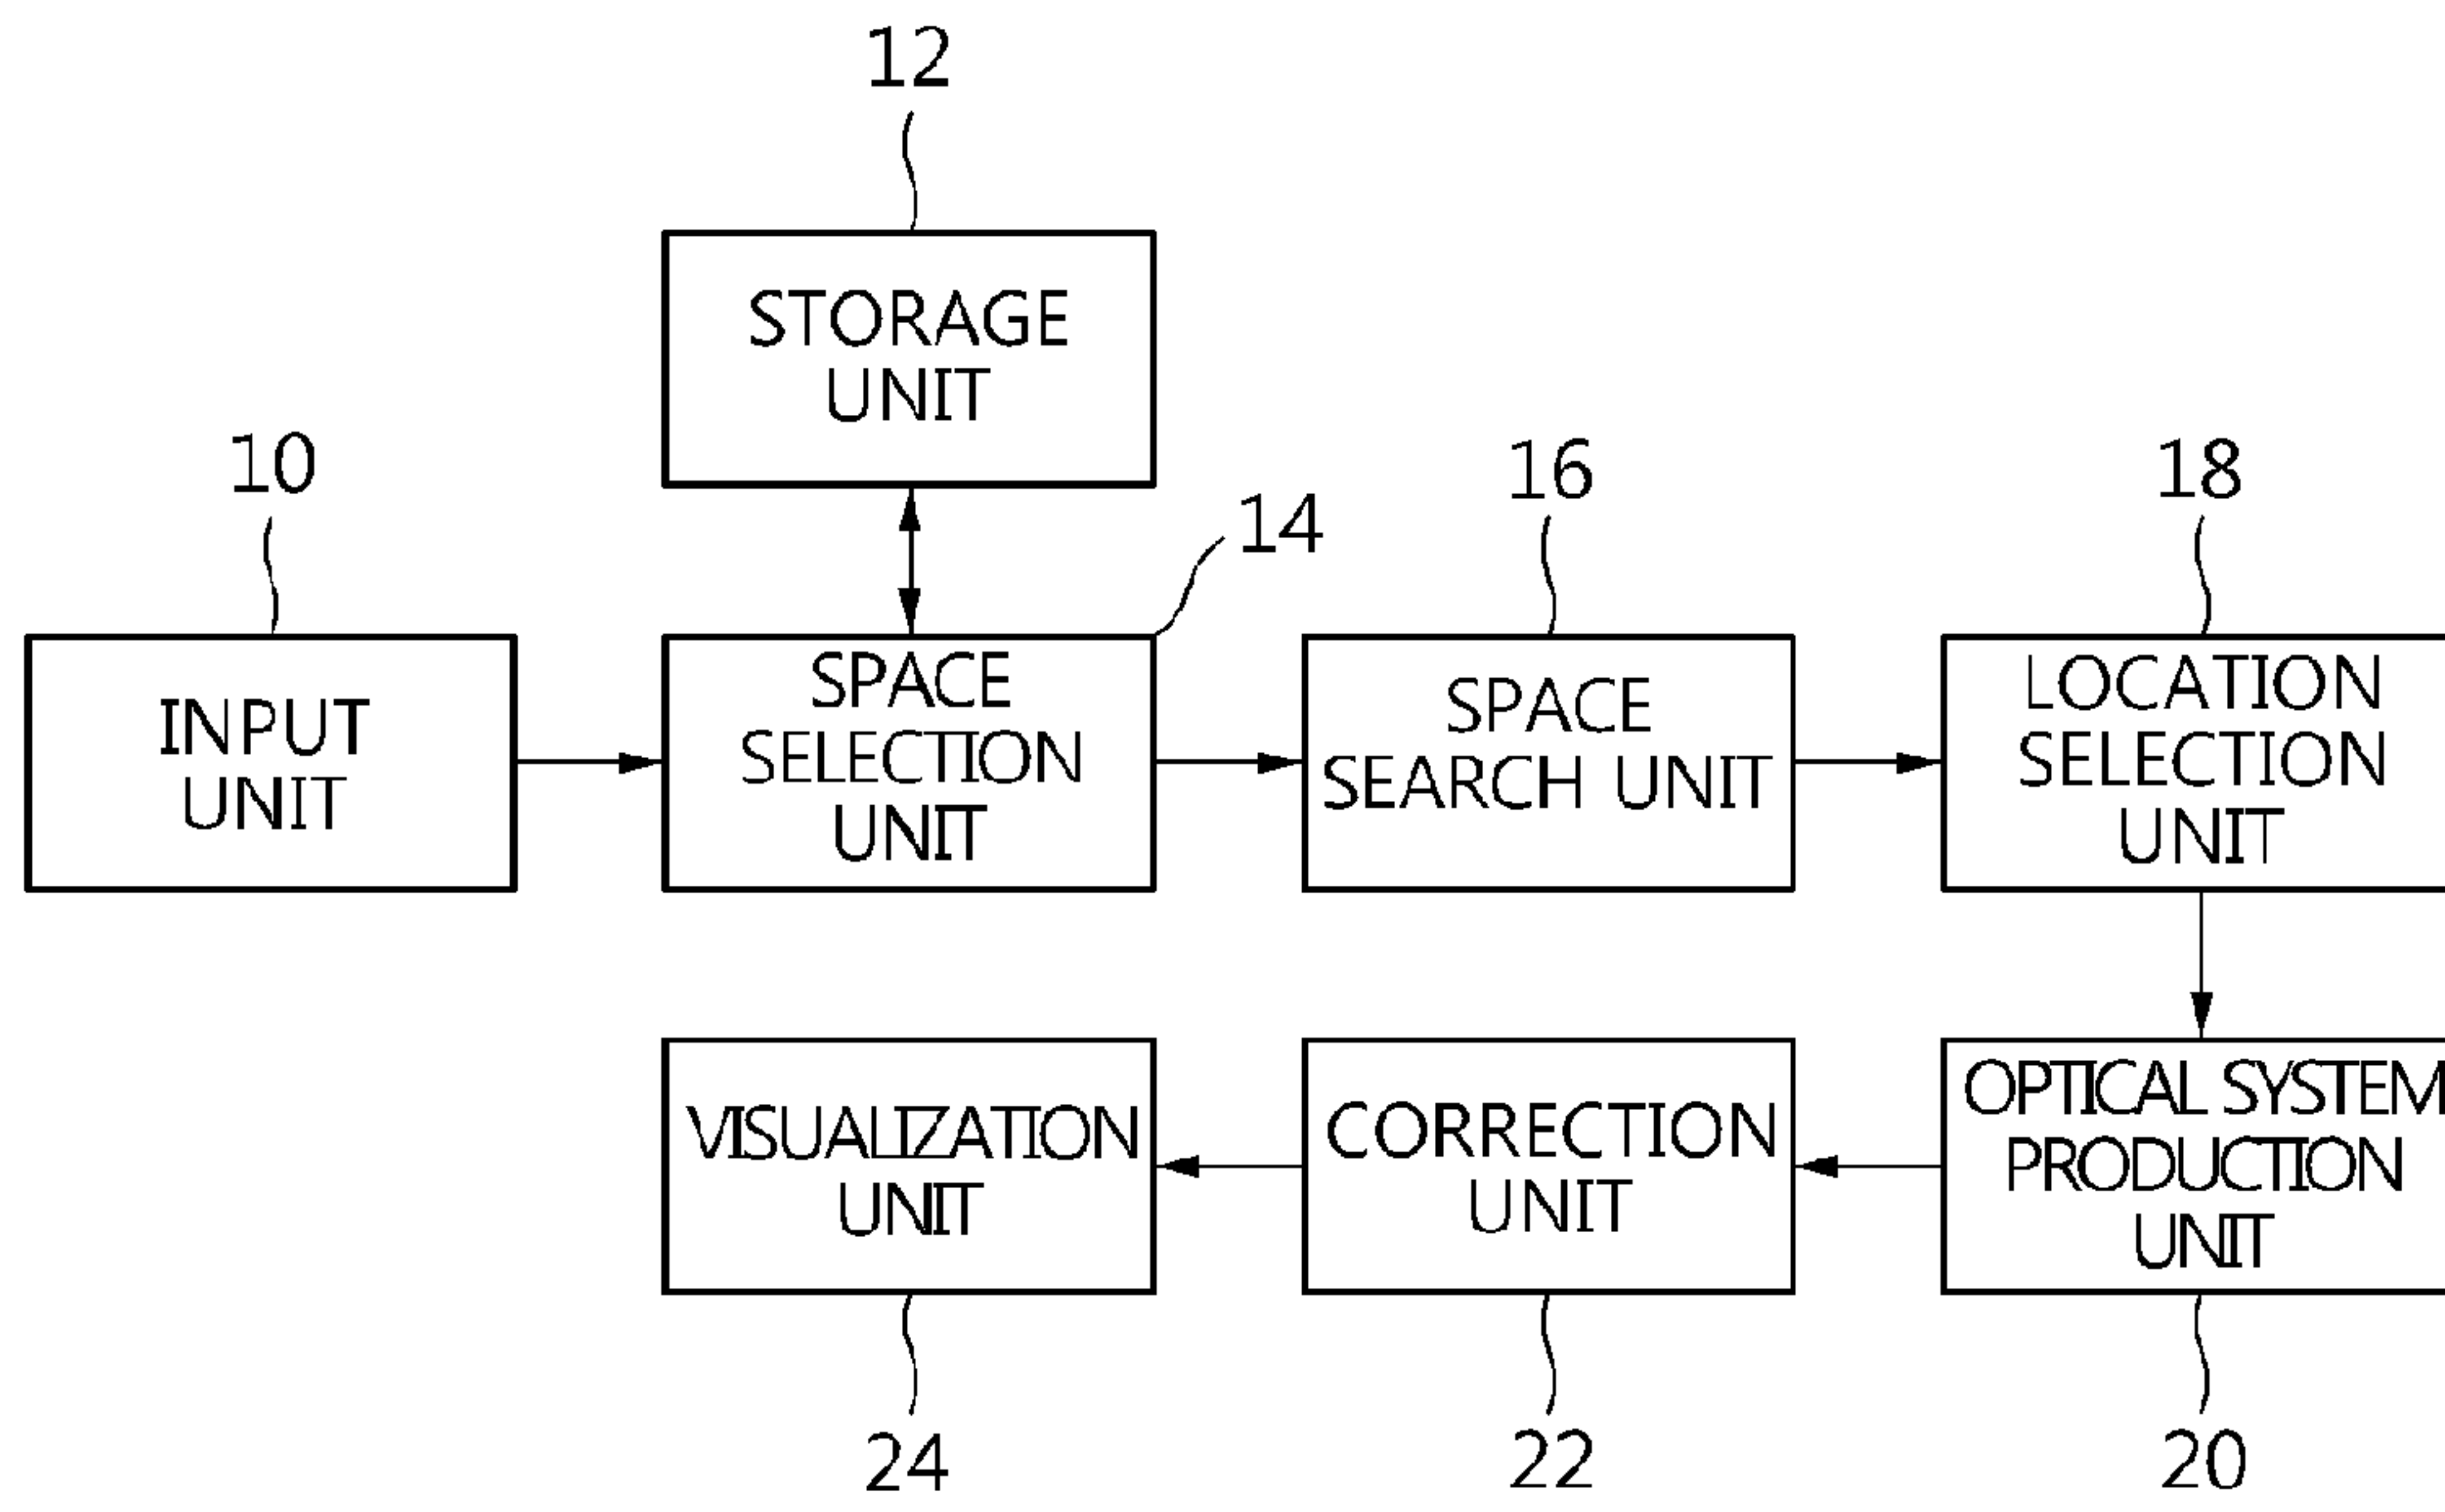 12
STORAGE
UNIT
10
14
16
18
INPUT
UNIT
SPACE
SELECTION
UNIT
SPACE
SEARCH UNIT
LOCATION
SELECTION
UNIT
VISUALIZATION
UNIT
CORRECTION
UNIT
OPTICAL SYSTEM
PRODUCTION
UNIT
24
22
20